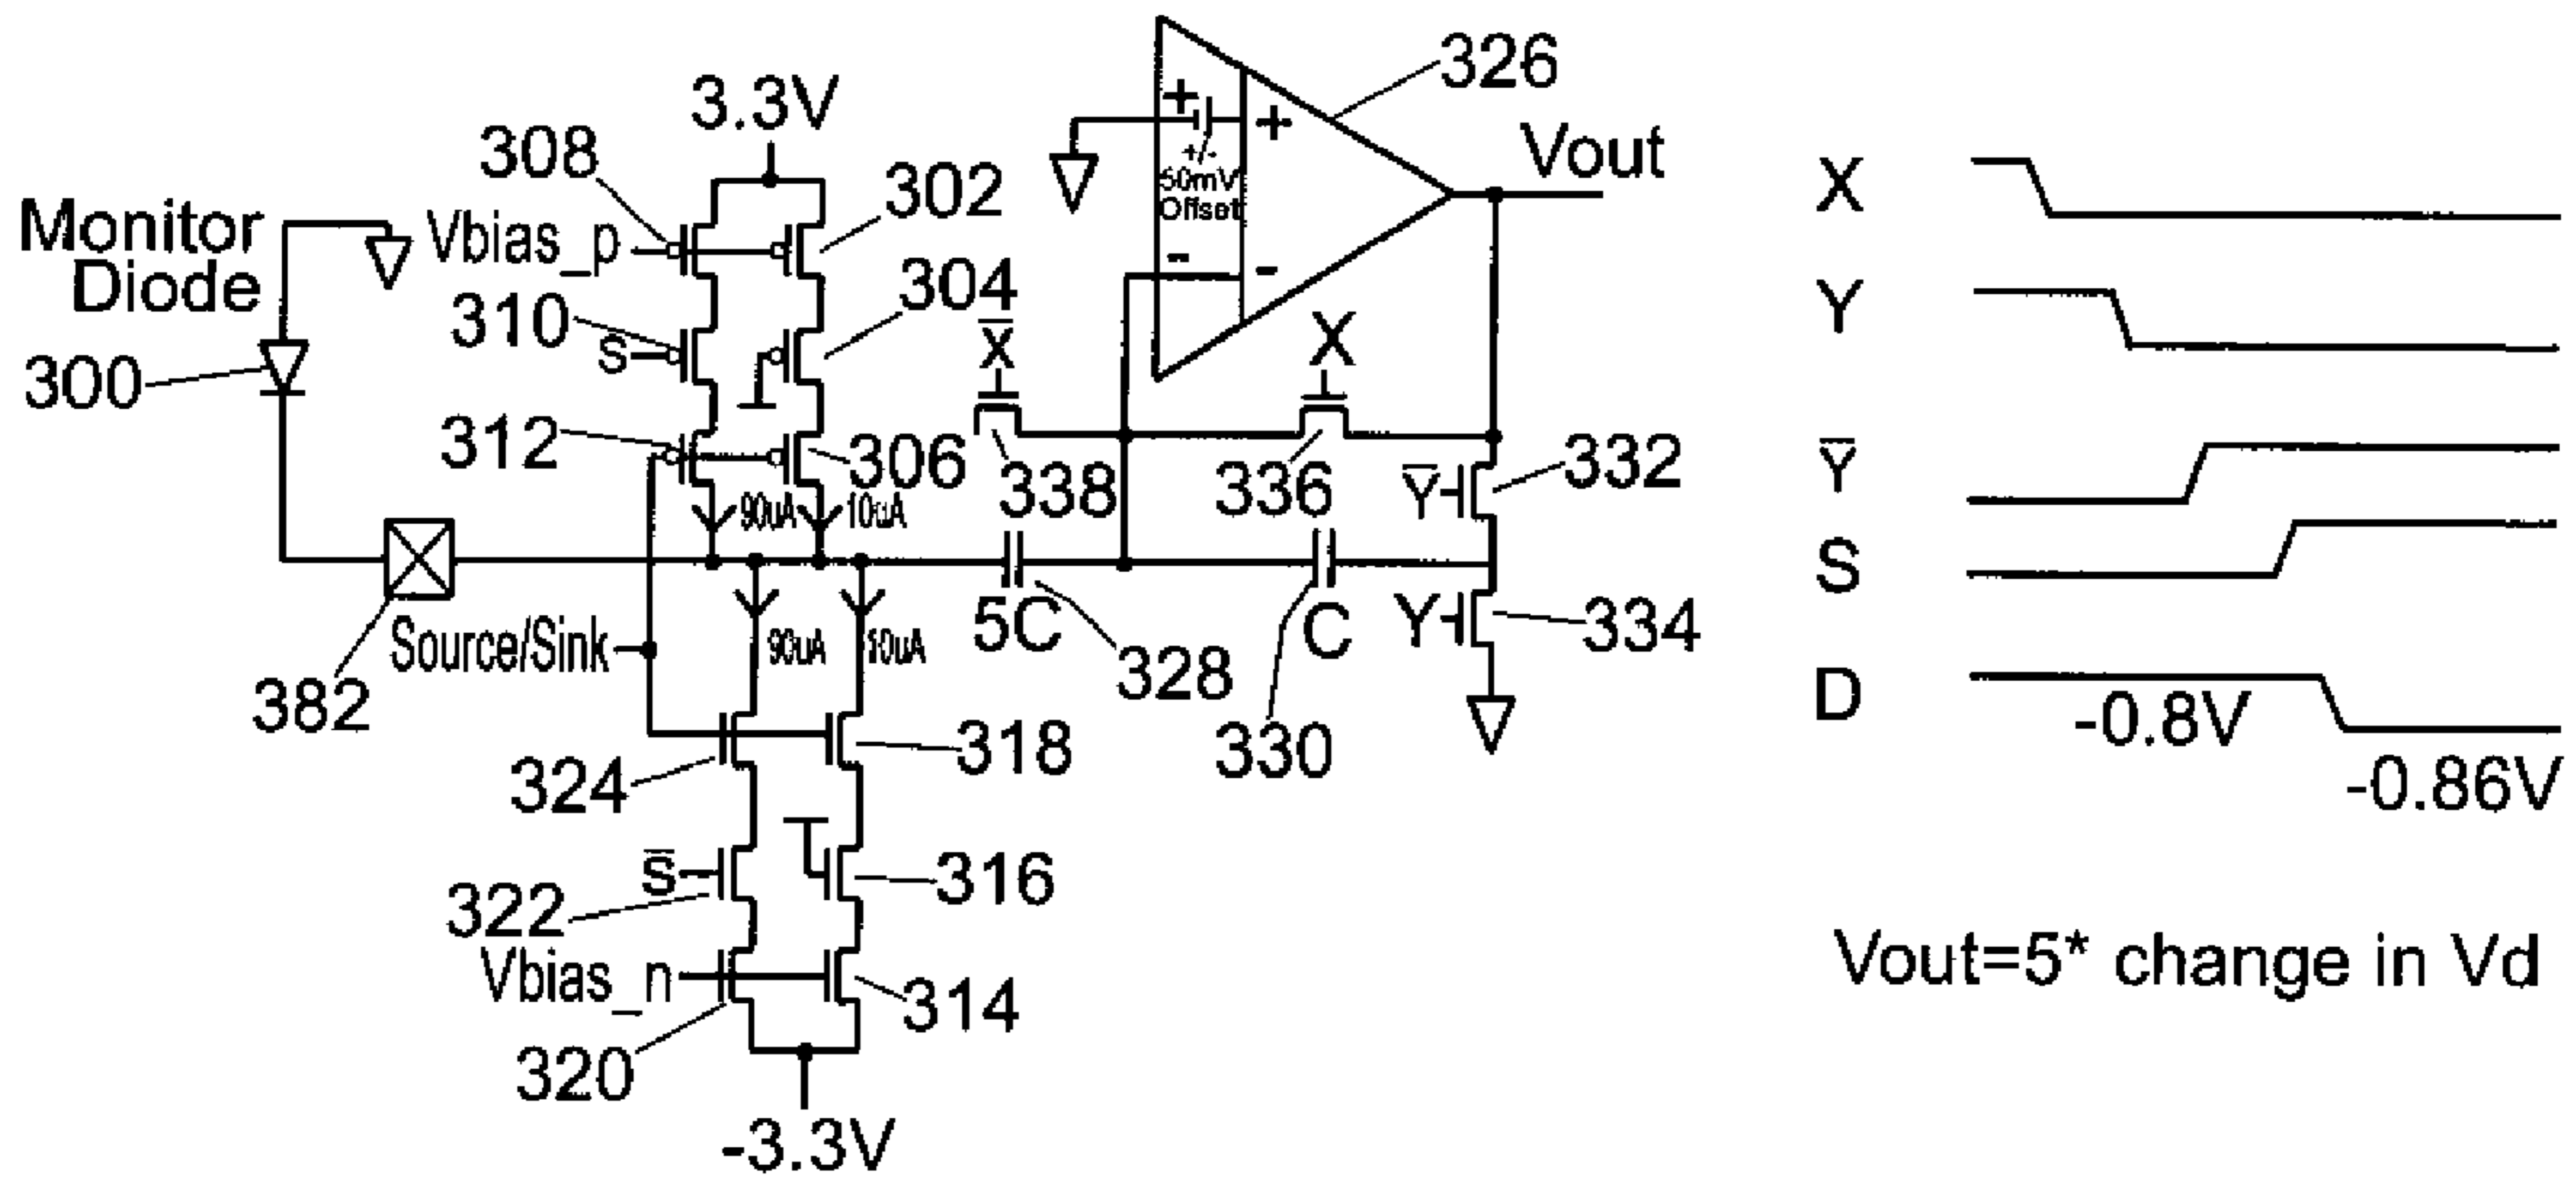 3.3V
308
302
Monitor
Diode
Vbias_p
310
304
S̅
300
312
306
90uA
10uA
382
Source/Sink
90uA
10uA
324
318
S̅
322
316
Vbias_n
314
320
-3.3V
326
+
+
+/-
50mV
Offset
-
-
Vout
X̅
X
338
336
Y̅
332
5C
328
C
330
Y
334
X
Y
Y̅
S
D
-0.8V
-0.86V
Vout=5* change in Vd